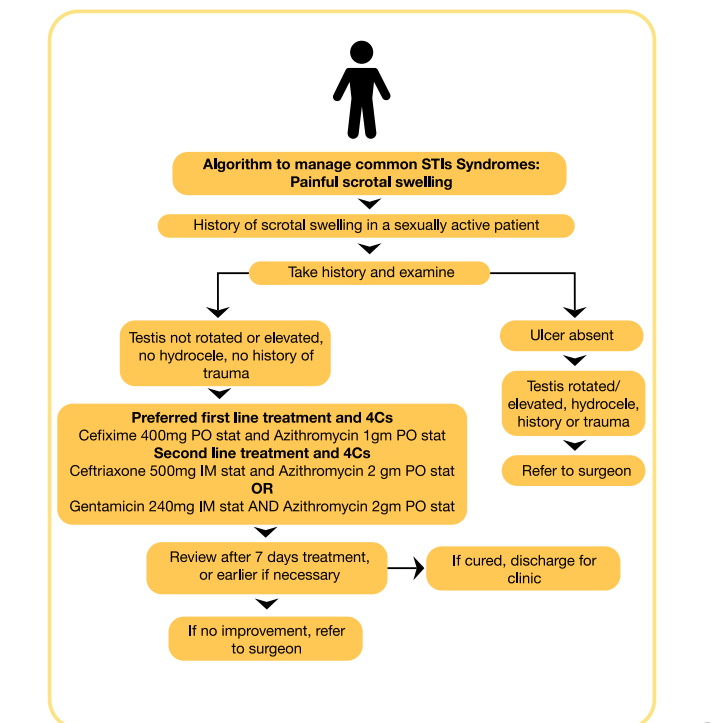 Algorithm to manage common STIs Syndromes:
Painful scrotal swelling
History of scrotal swelling in a sexually active patient
Take history and examine
Testis not rotated or elevated,
no hydrocele, no history of
trauma
Ulcer absent
Testis rotated/
elevated, hydrocele,
history or trauma
Refer to surgeon
Preferred first line treatment and 4Cs
Cefixime 400mg PO stat and Azithromycin 1gm PO stat
Second line treatment and 4Cs
Ceftriaxone 500mg IM stat and Azithromycin 2 gm PO stat
OR
Gentamicin 240mg IM stat AND Azithromycin 2gm PO stat
Review after 7 days treatment,
or earlier if necessary
If cured, discharge for
clinic
If no improvement, refer
to surgeon